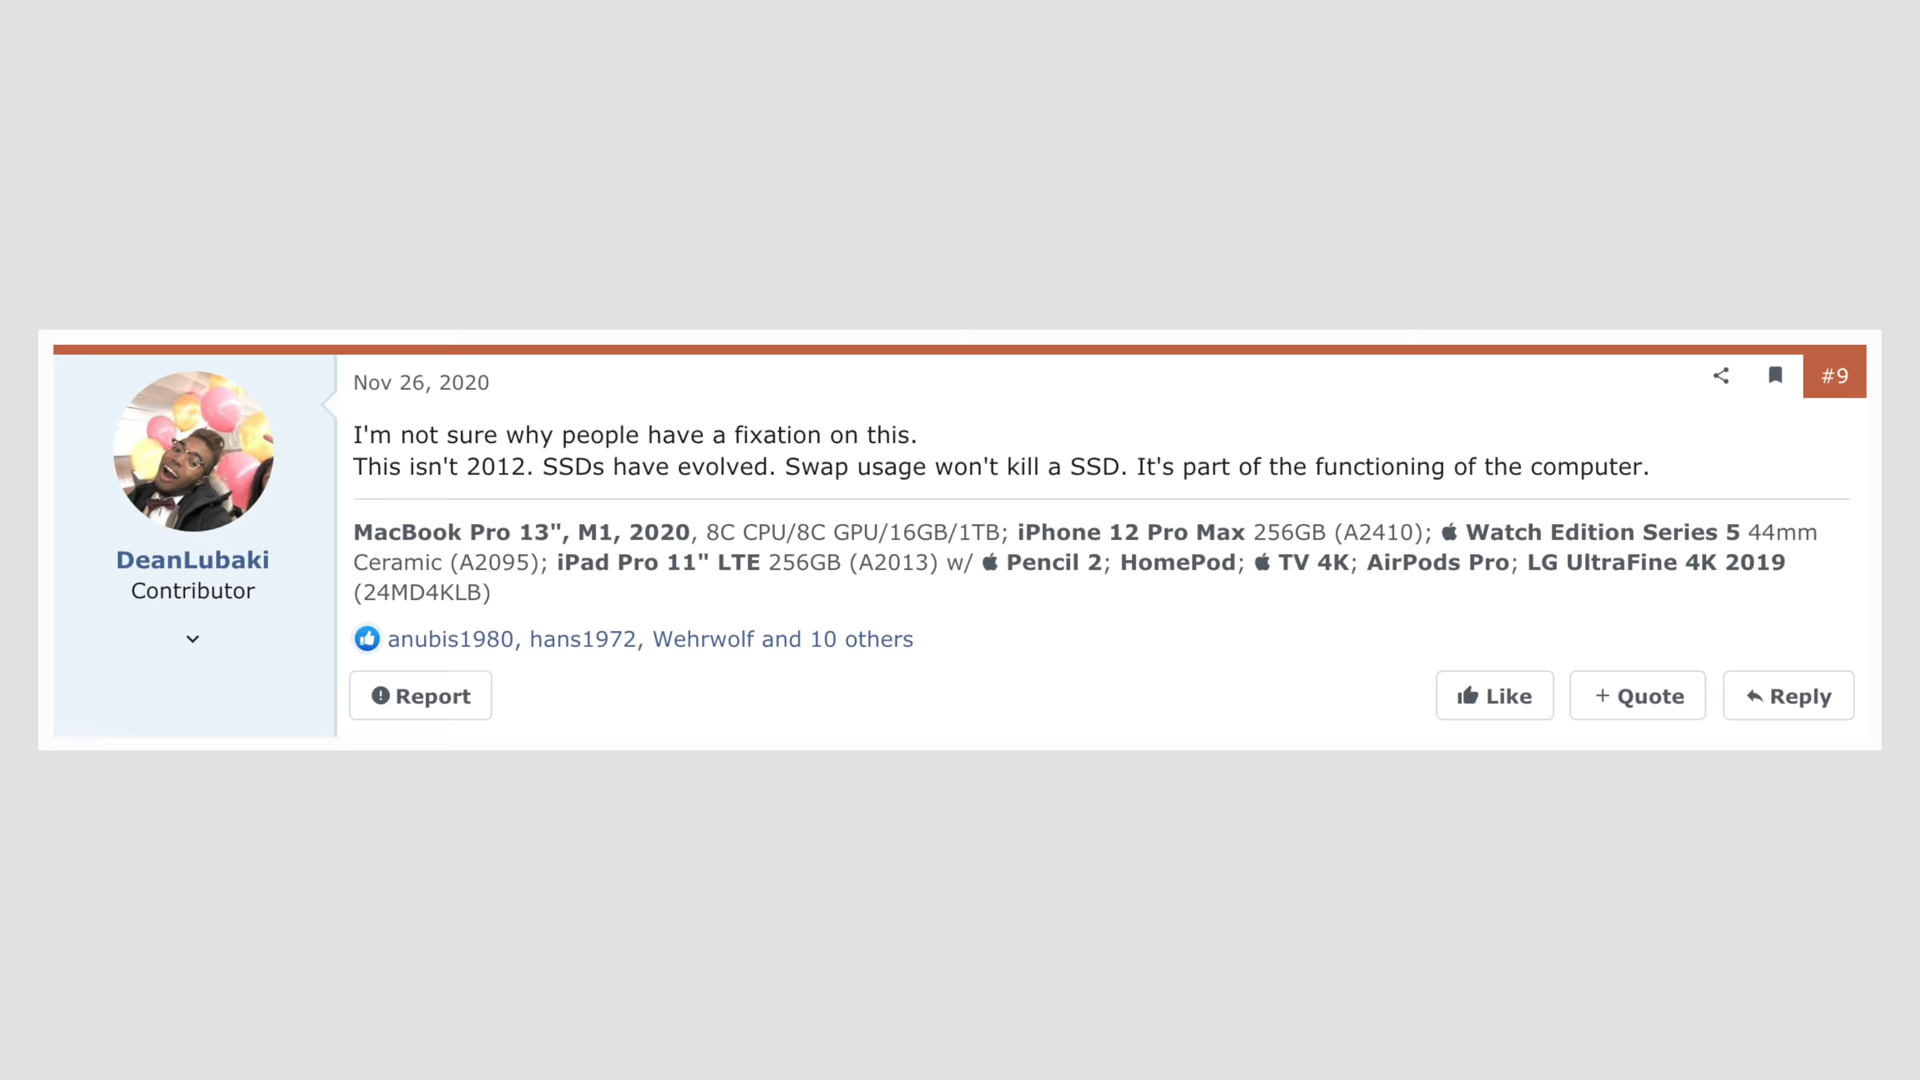 Nov 26, 2020
#9
I'm not sure why people have a fixation on this.
This isn't 2012. SSDs have evolved. Swap usage won't kill a SSD. It's part of the functioning of the computer.
DeanLubaki
Contributor
MacBook Pro 13", M1, 2020, 8C CPU/8C GPU/16GB/1TB; iPhone 12 Pro Max 256GB (A2410);  Watch Edition Series 5 44mm
Ceramic (A2095); iPad Pro 11" LTE 256GB (A2013) w/  Pencil 2; HomePod;  TV 4K; AirPods Pro; LG UltraFine 4K 2019
(24MD4KLB)
anubis1980, hans1972, Wehrwolf and 10 others
Report
Like
+ Quote
Reply